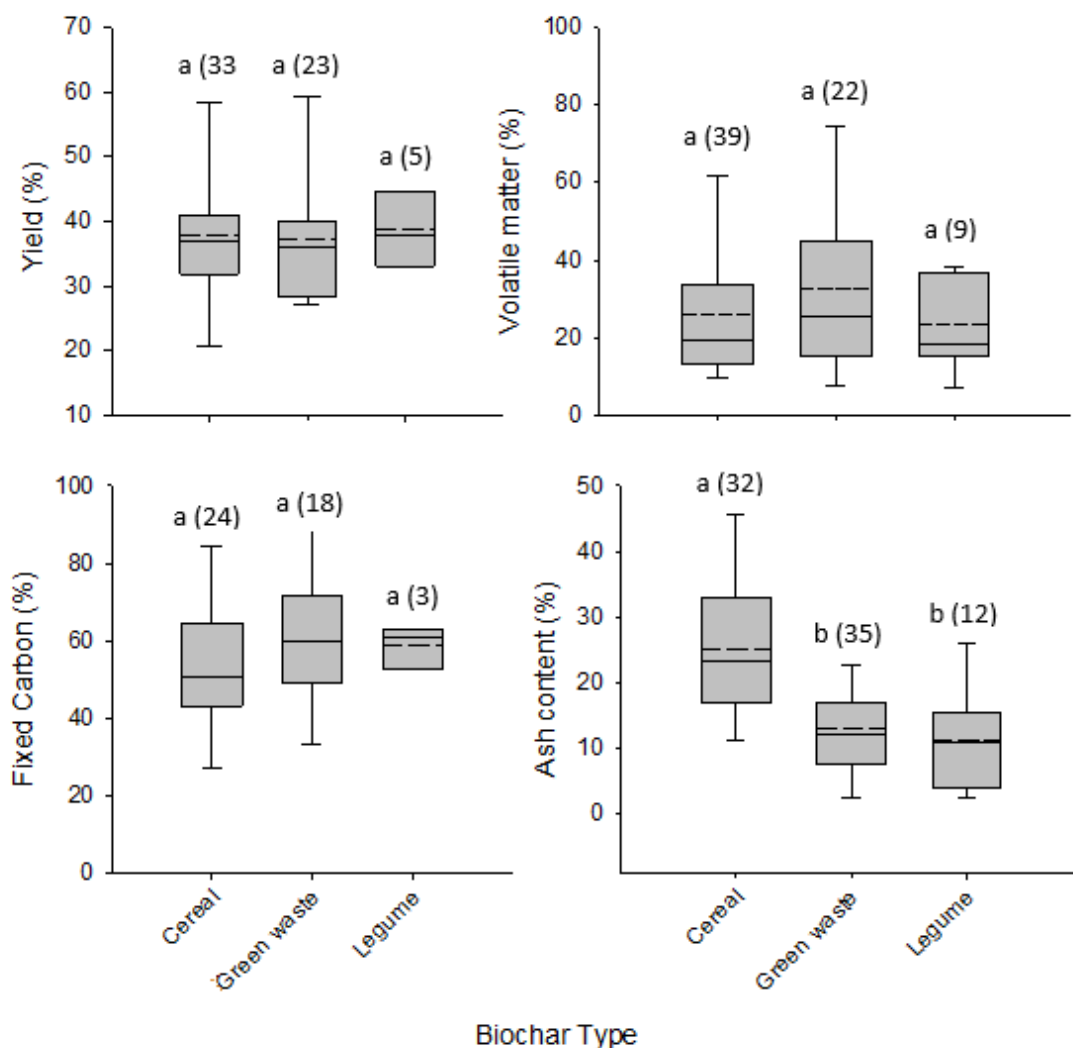 Yield (%)
70
60
50
40
30
20
10
a (33
a (23)
a (5)
Volatile matter (%)
100
80
60
40
20
0
a (39)
a (22)
a (9)
Fixed Carbon (%)
100
80
60
40
20
0
a (24)
a (18)
a (3)
Cereal
Green waste
Legume
Ash content (%)
50
40
30
20
10
0
a (32)
b (35)
b (12)
Cereal
Green waste
Legume
Biochar Type